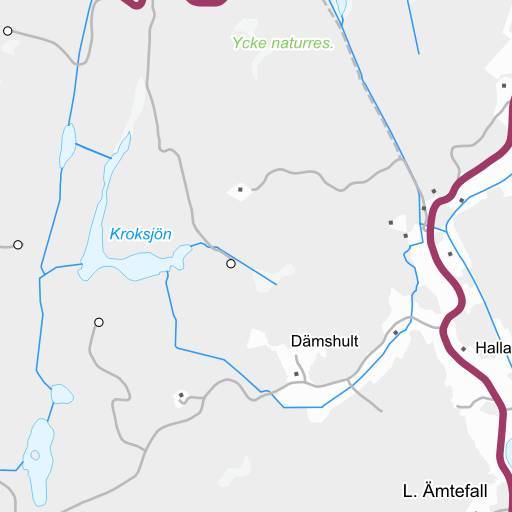 Ycke naturres.
Kroksjön
Dämshult
Halla
L. Ämtefall